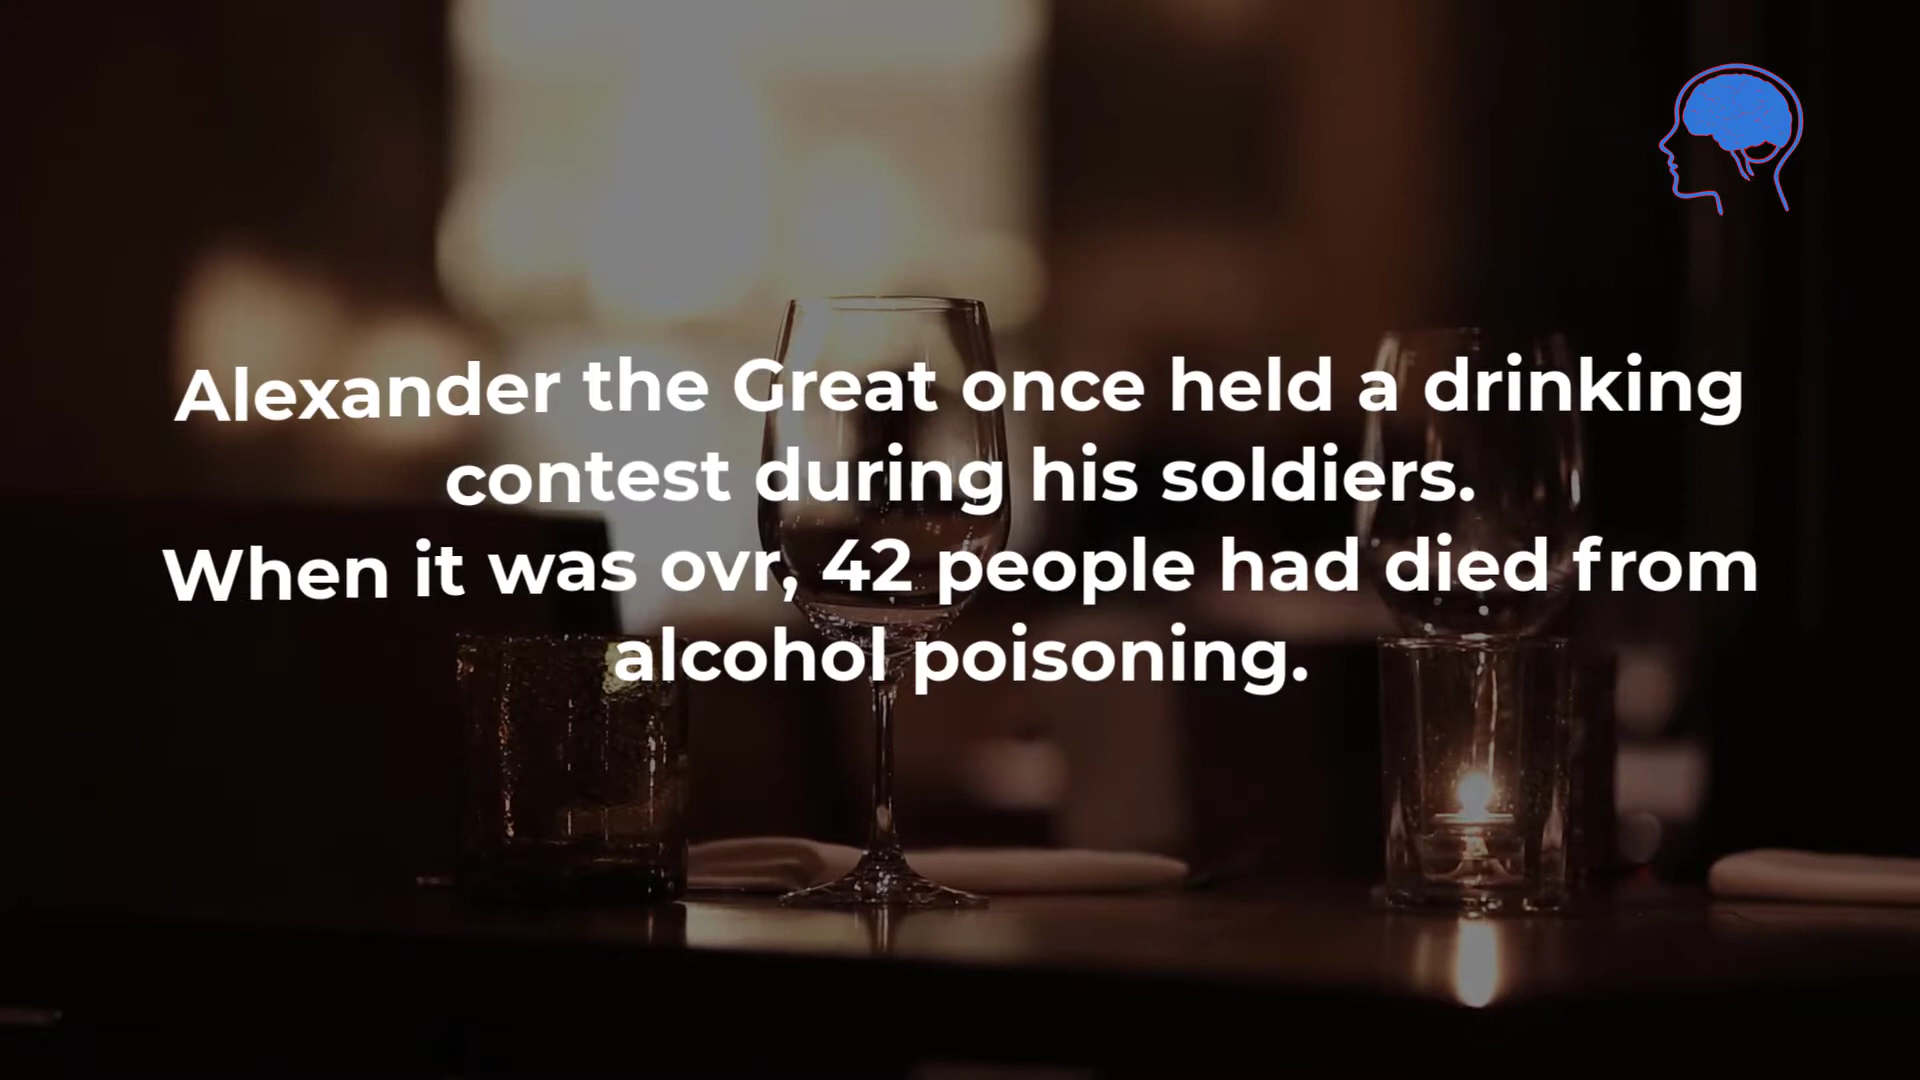 Alexander the Great once held a drinking
contest during his soldiers.
When it was ovr, 42 people had died from
alcohol poisoning.